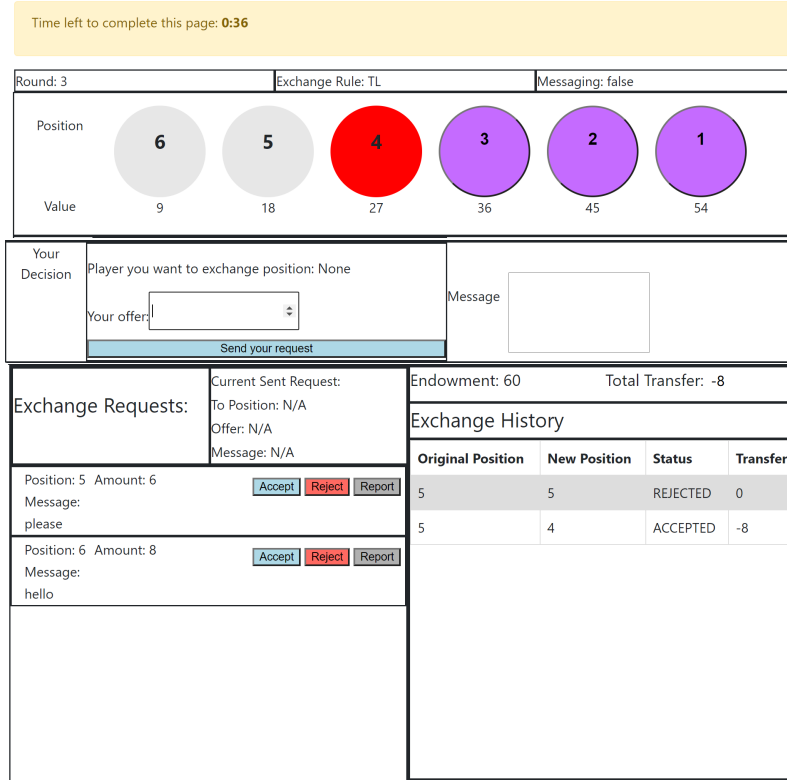 Time left to complete this page: 0:36
Round: 3 Exchange Rule: TL Messaging: false
Position 6 5 4 3 2 1
Value 9 18 27 36 45 54
Your Decision
Player you want to exchange position: None
Your offer:
Send your request
Message
Exchange Requests:
Current Sent Request:
To Position: N/A
Offer: N/A
Message: N/A
Position: 5 Amount: 6 Accept Reject Report
Message:
please
Position: 6 Amount: 8 Accept Reject Report
Message:
hello
Endowment: 60 Total Transfer: -8
Exchange History
Original Position New Position Status Transfer
5 5 REJECTED 0
5 4 ACCEPTED -8